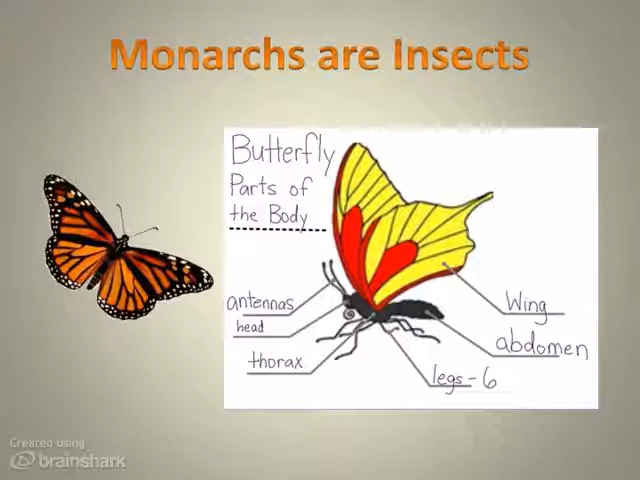 Monarchs are Insects
Butterfly
Parts of
the Body
antennas
head
thorax
Wing
abdomen
legs - 6
Created using
brainshark